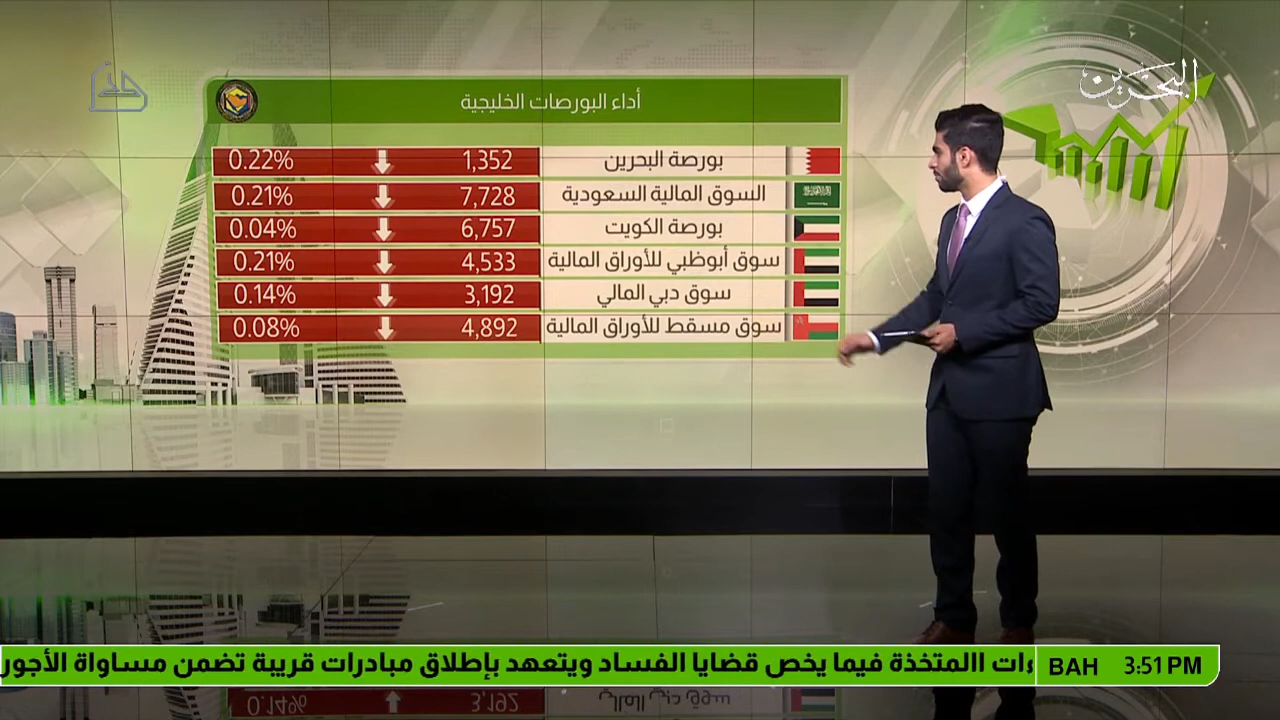 البحرين
أداء البورصات الخليجية
بورصة البحرين 1,352 0.22%
السوق المالية السعودية 7,728 0.21%
بورصة الكويت 6,757 0.04%
سوق أبوظبي للأوراق المالية 4,533 0.21%
سوق دبي المالي 3,192 0.14%
سوق مسقط للأوراق المالية 4,892 0.08%
BAH 3:51 PM
ءات االمتخذة فيما يخص قضايا الفساد ويتعهد بإطلاق مبادرات قريبة تضمن مساواة الأجور